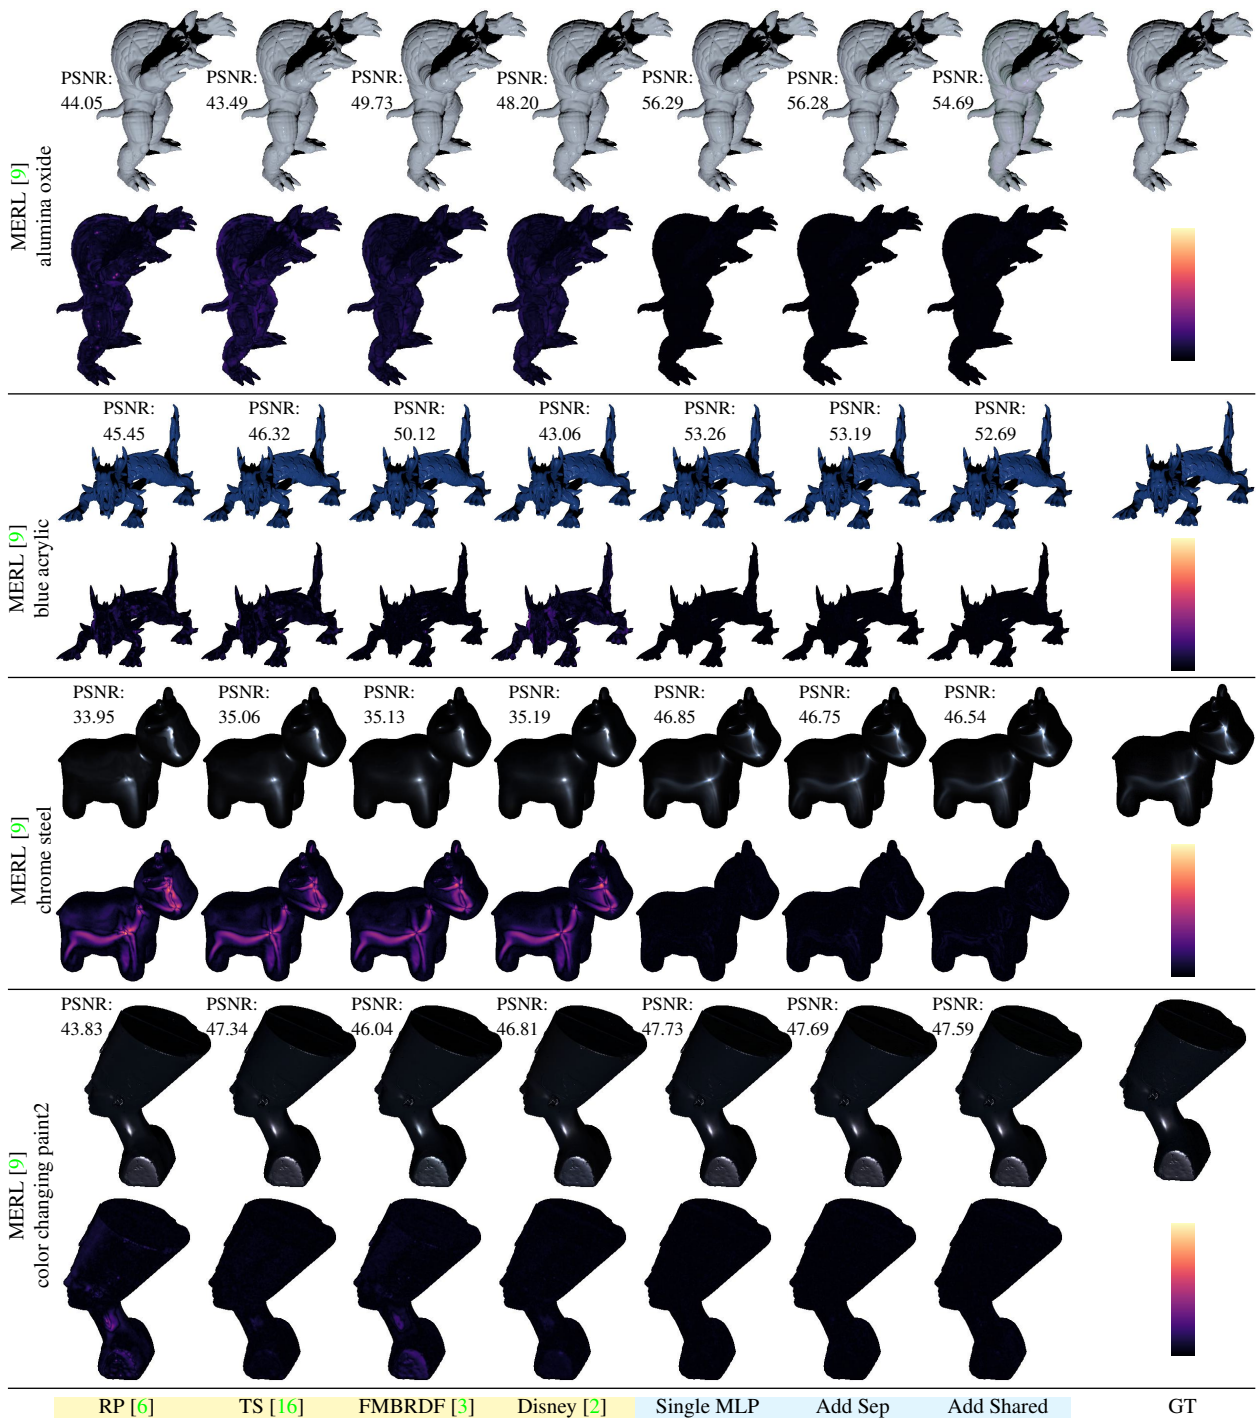 PSNR: PSNR: PSNR: PSNR: PSNR: PSNR: PSNR:
44.05 43.49 49.73 48.20 56.29 56.28 54.69
MERL [9]
alumina oxide
PSNR: PSNR: PSNR: PSNR: PSNR: PSNR: PSNR:
45.45 46.32 50.12 43.06 53.26 53.19 52.69
MERL [9]
blue acrylic
PSNR: PSNR: PSNR: PSNR: PSNR: PSNR: PSNR:
33.95 35.06 35.13 35.19 46.85 46.75 46.54
MERL [9]
chrome steel
PSNR: PSNR: PSNR: PSNR: PSNR: PSNR: PSNR:
43.83 47.34 46.04 46.81 47.73 47.69 47.59
MERL [9]
color changing paint2
RP [6] TS [16] FMBRDF [3] Disney [2] Single MLP Add Sep Add Shared GT